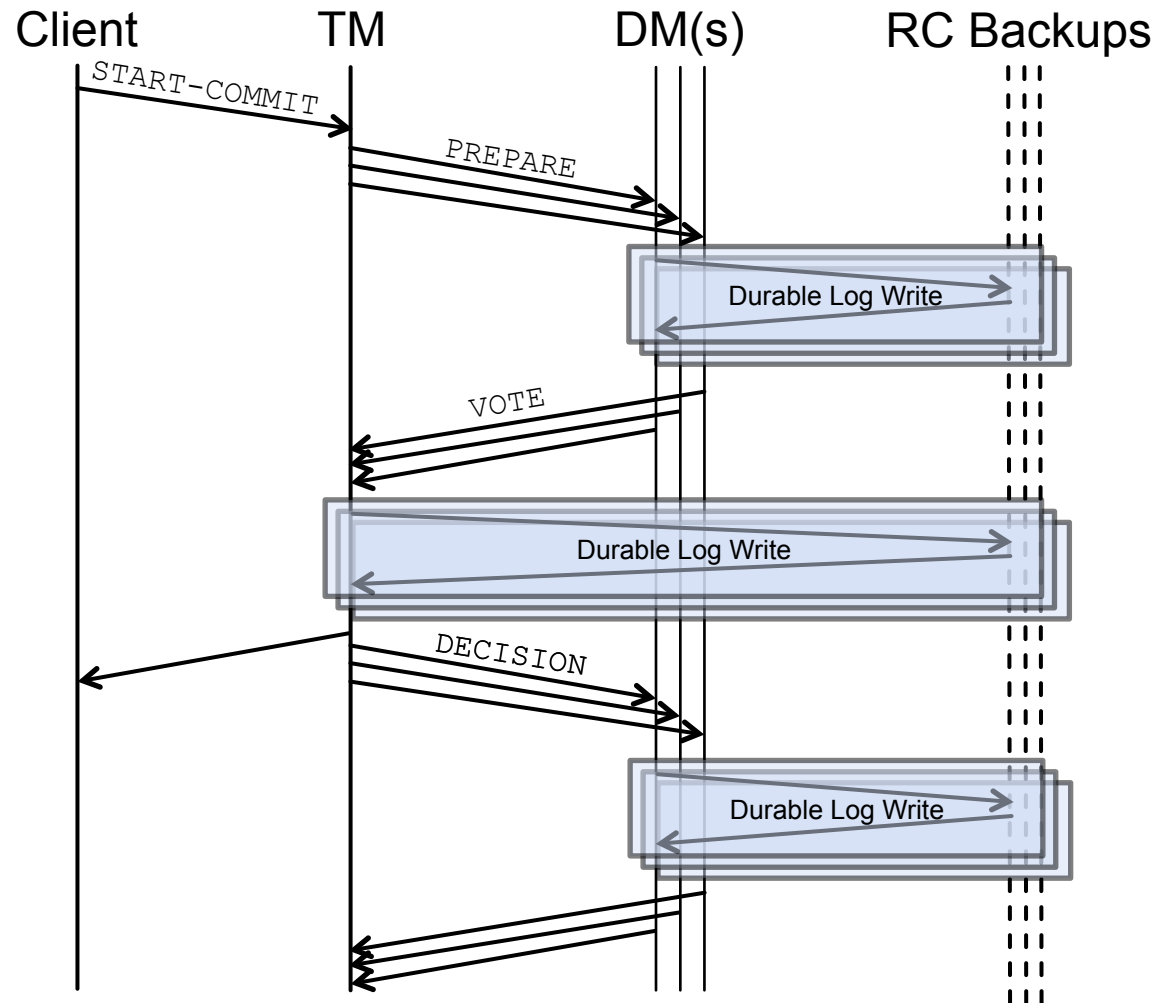 Client TM DM(s) RC Backups
START-COMMIT
PREPARE
Durable Log Write
VOTE
Durable Log Write
DECISION
Durable Log Write